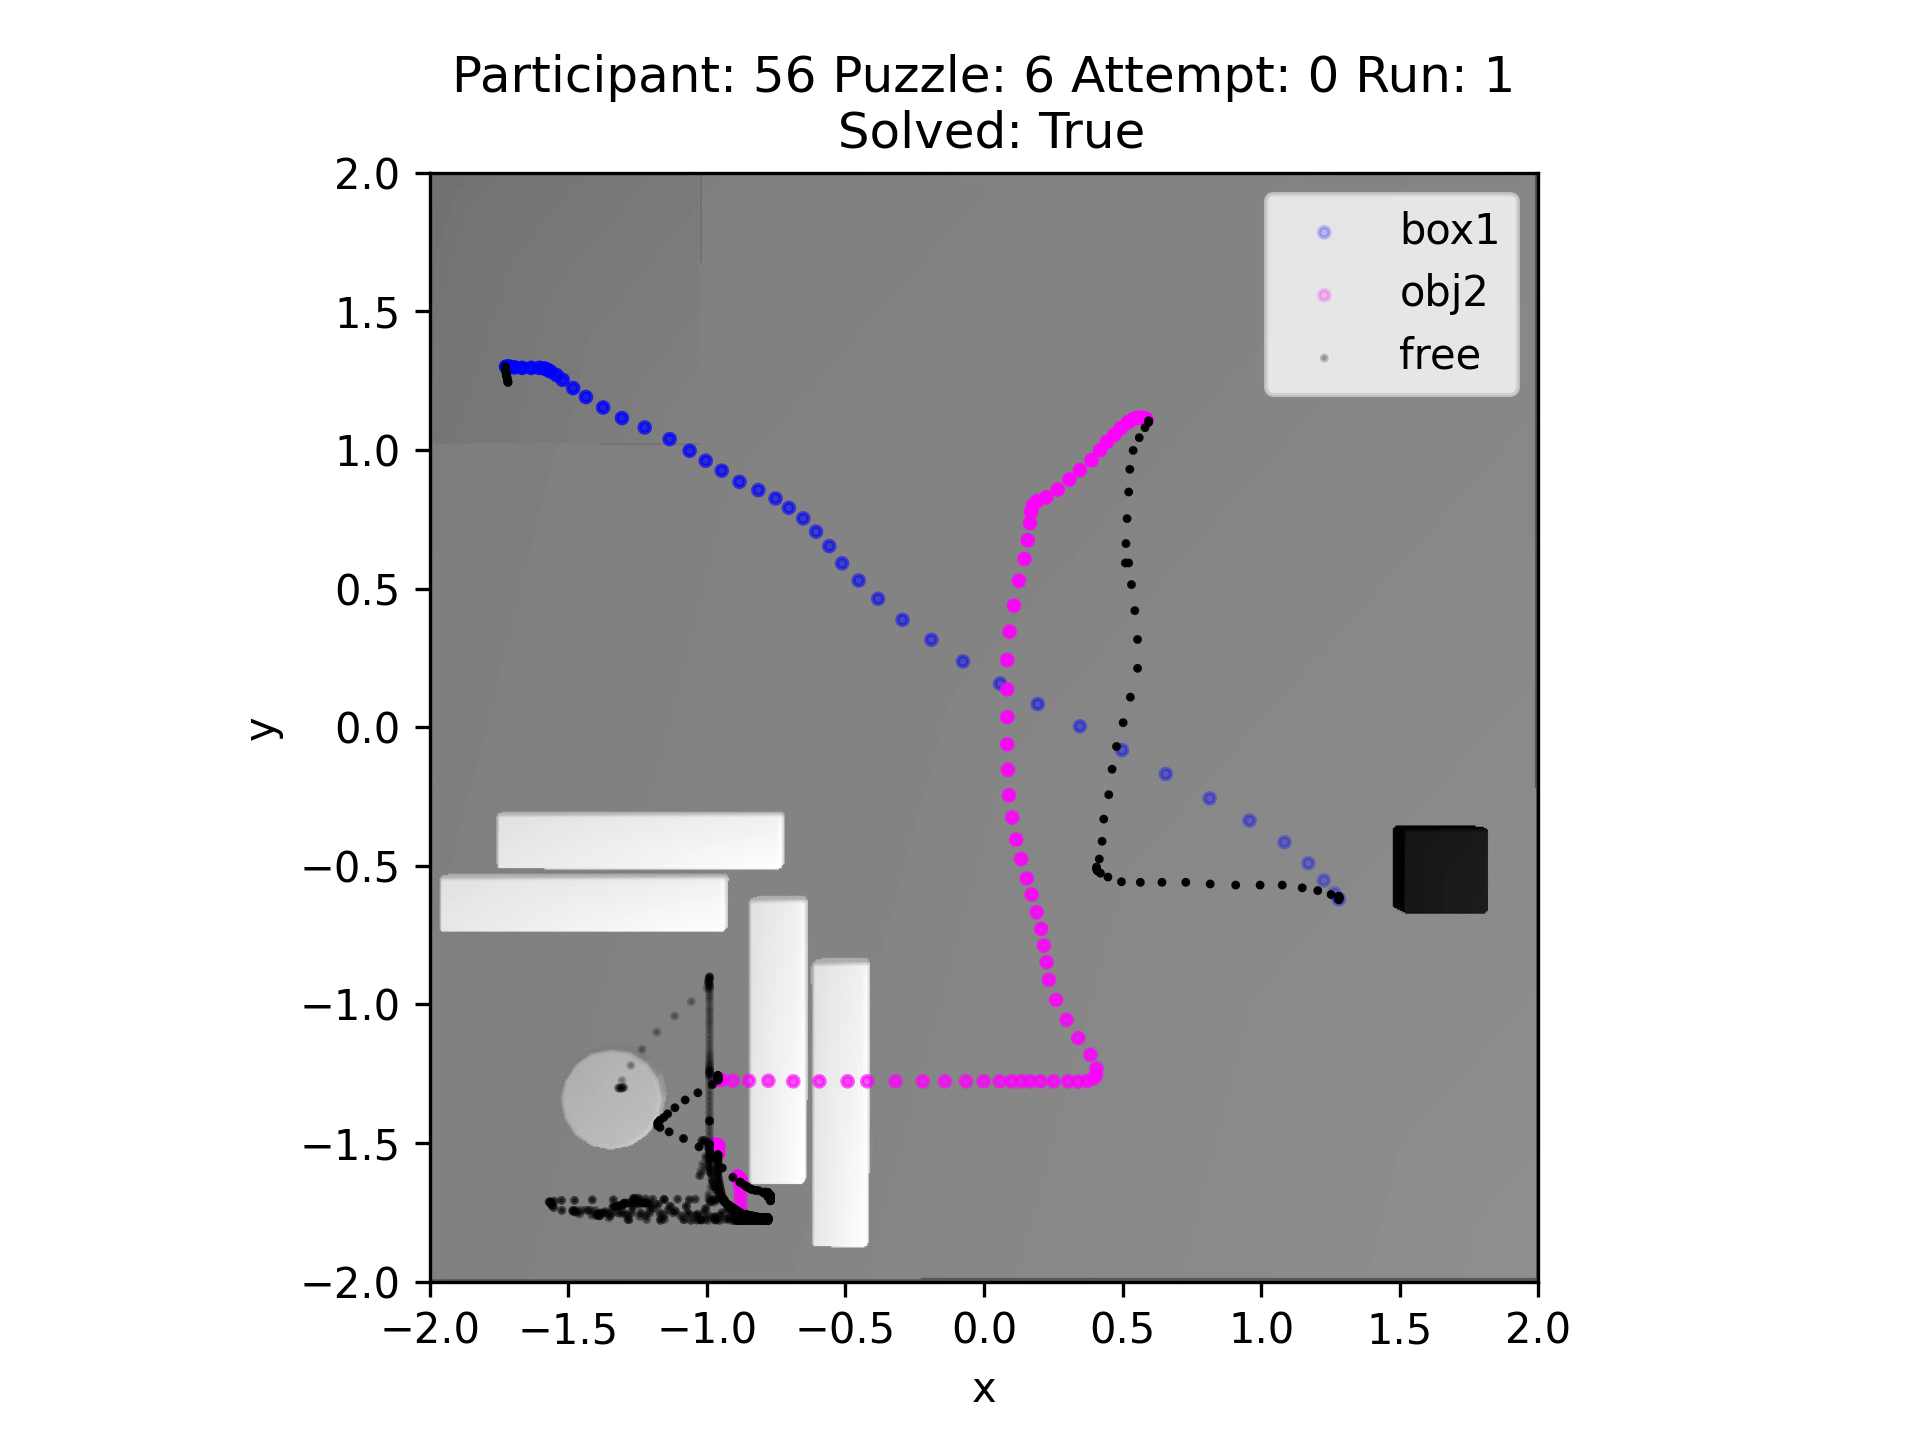 Participant: 56 Puzzle: 6 Attempt: 0 Run: 1
Solved: True
2.0
1.5
1.0
0.5
0.0
−0.5
−1.0
−1.5
−2.0
y
box1
obj2
free
−2.0 −1.5 −1.0 −0.5 0.0 0.5 1.0 1.5 2.0
x